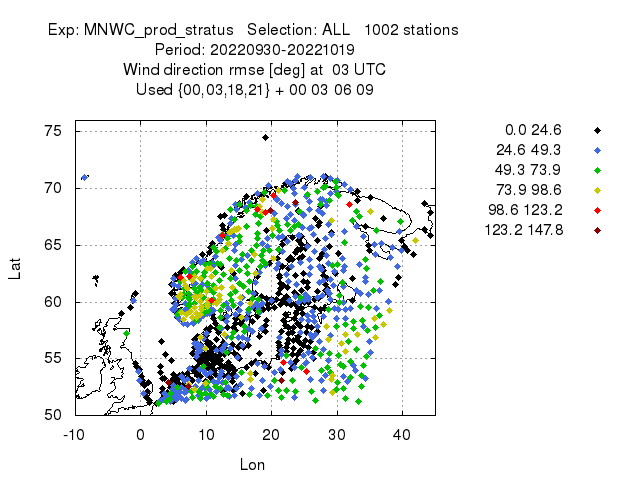 Exp: MNWC_prod_stratus   Selection: ALL   1002 stations
Period: 20220930-20221019
Wind direction rmse [deg] at  03 UTC
Used {00,03,18,21} + 00 03 06 09
0.0 24.6
24.6 49.3
49.3 73.9
73.9 98.6
98.6 123.2
123.2 147.8
75
70
65
60
55
50
Lat
-10 0 10 20 30 40
Lon